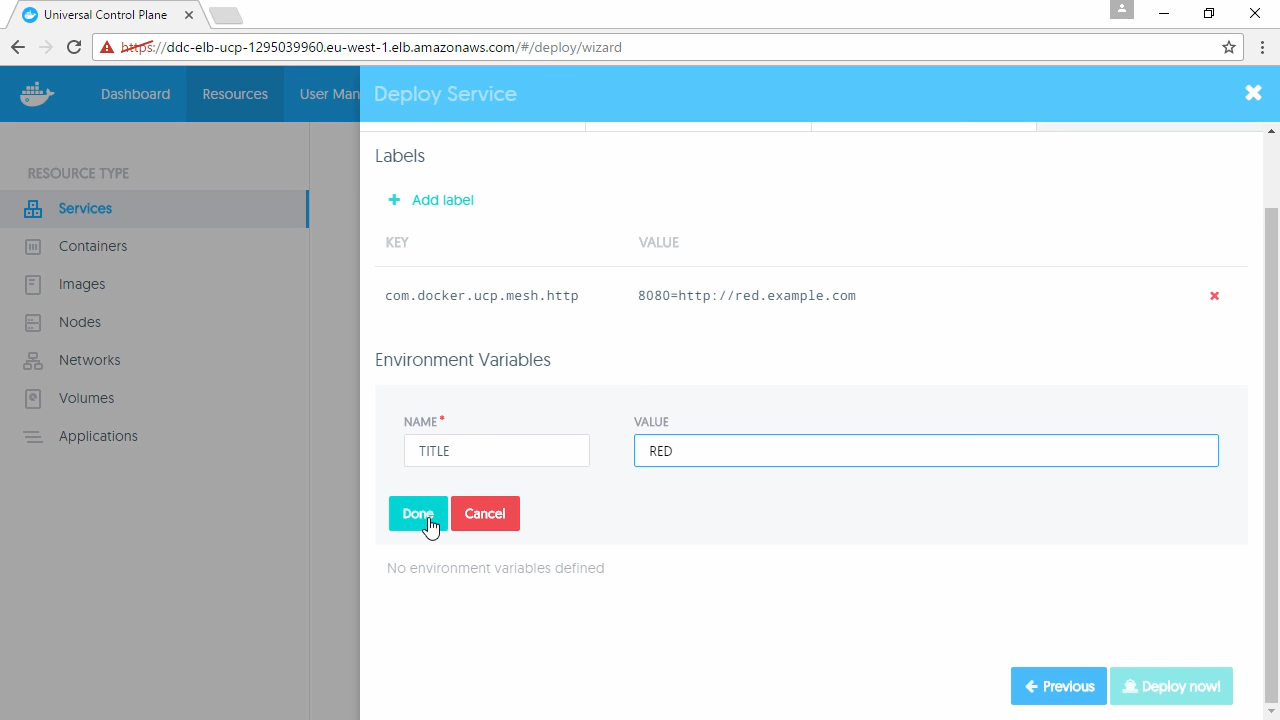 Universal Control Plane
https://ddc-elb-ucp-1295039960.eu-west-1.elb.amazonaws.com/#/deploy/wizard
Dashboard
Resources
User Man
Deploy Service
RESOURCE TYPE
Services
Containers
Images
Nodes
Networks
Volumes
Applications
Labels
Add label
KEY VALUE
com.docker.ucp.mesh.http 8080=http://red.example.com
Environment Variables
NAME* VALUE
TITLE RED
Done Cancel
No environment variables defined
Previous Deploy now!